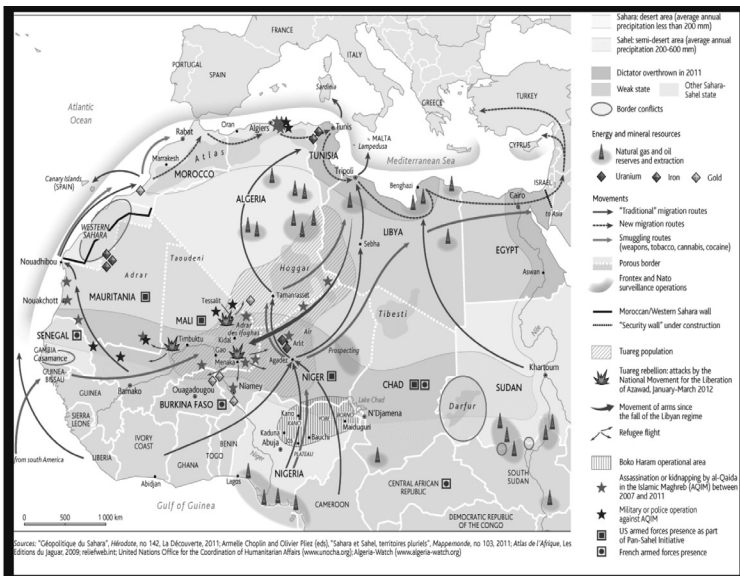 FRANCE
ITALY
PORTUGAL
SPAIN
Sardinia
GREECE
TURKEY
Atlantic
Ocean
Rabat
Oran
Algiers
Tunis
MALTA
Lampedusa
CYPRUS
Mediterranean Sea
Marrakesh
Atlas
TUNISIA
Tripoli
Canary Islands
(SPAIN)
MOROCCO
Benghazi
ISRAEL
Cairo
to Asia
ALGERIA
WESTERN
SAHARA
LIBYA
Sebha
EGYPT
Nouadhibou
Taoudeni
Adrar
Hoggar
Aswan
Nouakchott
MAURITANIA
Tessalit
Tamanrasset
MALI
Adrar
des Ifoghas
Tibesti
Nile
SENEGAL
Timbuktu
Kidal
Aïr
Arlit
GAMBIA
Casamance
Gao
Menaka
Agadez
Prospecting
Khartoum
GUINEA-
BISSAU
NIGER
CHAD
SUDAN
GUINEA
Bamako
Ouagadougou
Niamey
Lake Chad
BURKINA FASO
N'Djamena
Darfur
SIERRA
LEONE
Kano
KANO
YOBE
BORNO
Maiduguri
Kaduna
Bauchi
IVORY
COAST
BENIN
TOGO
Abuja
JOS
PLATEAU
from south America
LIBERIA
GHANA
Niger
NIGERIA
SOUTH
SUDAN
Abidjan
Lagos
CENTRAL AFRICAN
REPUBLIC
Gulf of Guinea
CAMEROON
DEMOCRATIC REPUBLIC
OF THE CONGO
0 500 1 000 km
Sahara: desert area (average annual
precipitation less than 200 mm)
Sahel: semi-desert area (average annual
precipitation 200-600 mm)
Dictator overthrown in 2011
Weak state
Other Sahara-
Sahel state
Border conflicts
Energy and mineral resources
Natural gas and oil
reserves and extraction
Uranium Iron Gold
Movements
"Traditional" migration routes
New migration routes
Smuggling routes
(weapons, tobacco, cannabis, cocaine)
Porous border
Frontex and Nato
surveillance operations
Moroccan/Western Sahara wall
"Security wall" under construction
Tuareg population
Tuareg rebellion: attacks by the
National Movement for the Liberation
of Azawad, January-March 2012
Movement of arms since
the fall of the Libyan regime
Refugee flight
Boko Haram operational area
Assassination or kidnapping by al-Qaida
in the Islamic Maghreb (AQIM) between
2007 and 2011
Military or police operation
against AQIM
US armed forces presence as part
of Pan-Sahel Initiative
French armed forces presence
Sources: "Géopolitique du Sahara", Hérodote, no 142, La Découverte, 2011; Armelle Choplin and Olivier Pliez (eds), "Sahara et Sahel, territoires pluriels", Mappemonde, no 103, 2011; Atlas de l'Afrique, Les
Editions du Jaguar, 2009; reliefweb.int; United Nations Office for the Coordination of Humanitarian Affairs (www.unocha.org); Algeria-Watch (www.algeria-watch.org)